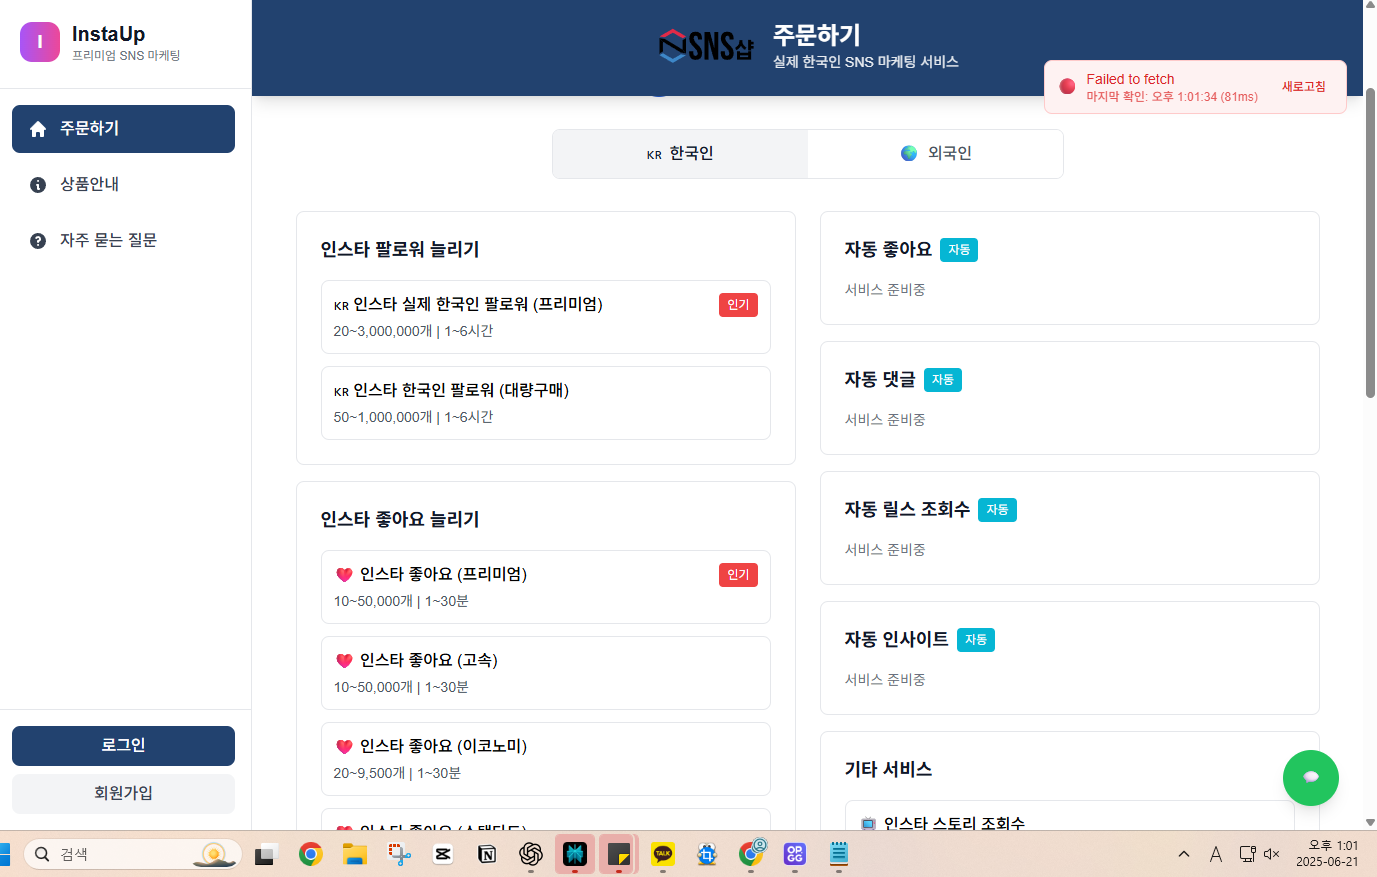 I
InstaUp
프리미엄 SNS 마케팅
주문하기
상품안내
자주 묻는 질문
로그인
회원가입
SNS샵
주문하기
실제 한국인 SNS 마케팅 서비스
Failed to fetch
마지막 확인: 오후 1:01:34 (81ms)
새로고침
KR 한국인
외국인
인스타 팔로워 늘리기
KR 인스타 실제 한국인 팔로워 (프리미엄)
인기
20~3,000,000개 | 1~6시간
KR 인스타 한국인 팔로워 (대량구매)
50~1,000,000개 | 1~6시간
인스타 좋아요 늘리기
인스타 좋아요 (프리미엄)
인기
10~50,000개 | 1~30분
인스타 좋아요 (고속)
10~50,000개 | 1~30분
인스타 좋아요 (이코노미)
20~9,500개 | 1~30분
인스타 좋아요 (스탠다드)
자동 좋아요 자동
서비스 준비중
자동 댓글 자동
서비스 준비중
자동 릴스 조회수 자동
서비스 준비중
자동 인사이트 자동
서비스 준비중
기타 서비스
인스타 스토리 조회수
검색
TALK
OP.GG
A
오후 1:01
2025-06-21